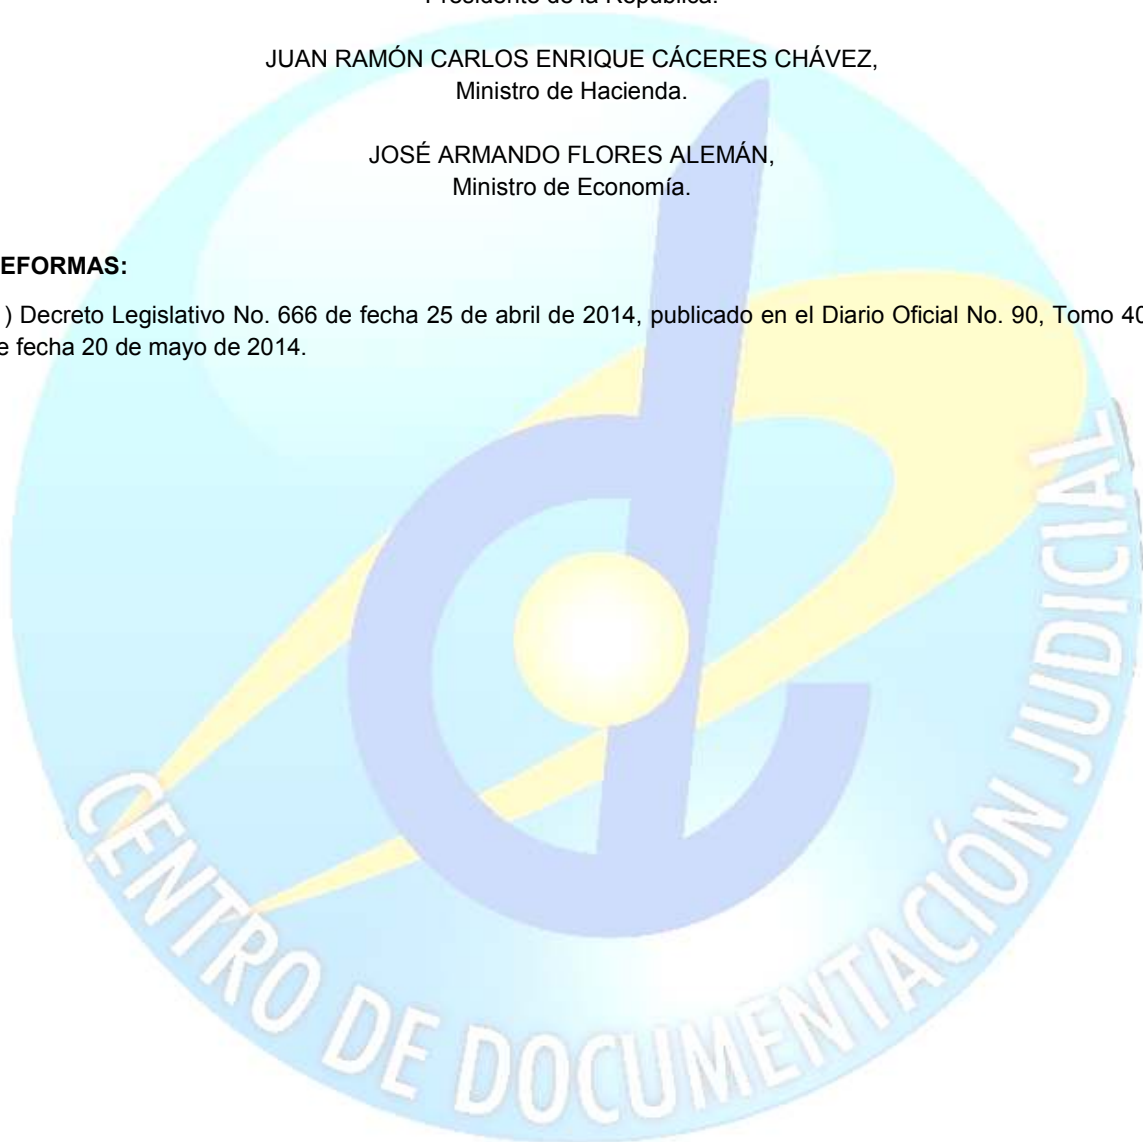 JUAN RAMÓN CARLOS ENRIQUE CÁCERES CHÁVEZ,
Ministro de Hacienda.
JOSÉ ARMANDO FLORES ALEMÁN,
Ministro de Economía.
EFORMAS:
) Decreto Legislativo No. 666 de fecha 25 de abril de 2014, publicado en el Diario Oficial No. 90, Tomo 40
e fecha 20 de mayo de 2014.
CENTRO DE DOCUMENTACIÓN JUDICIAL